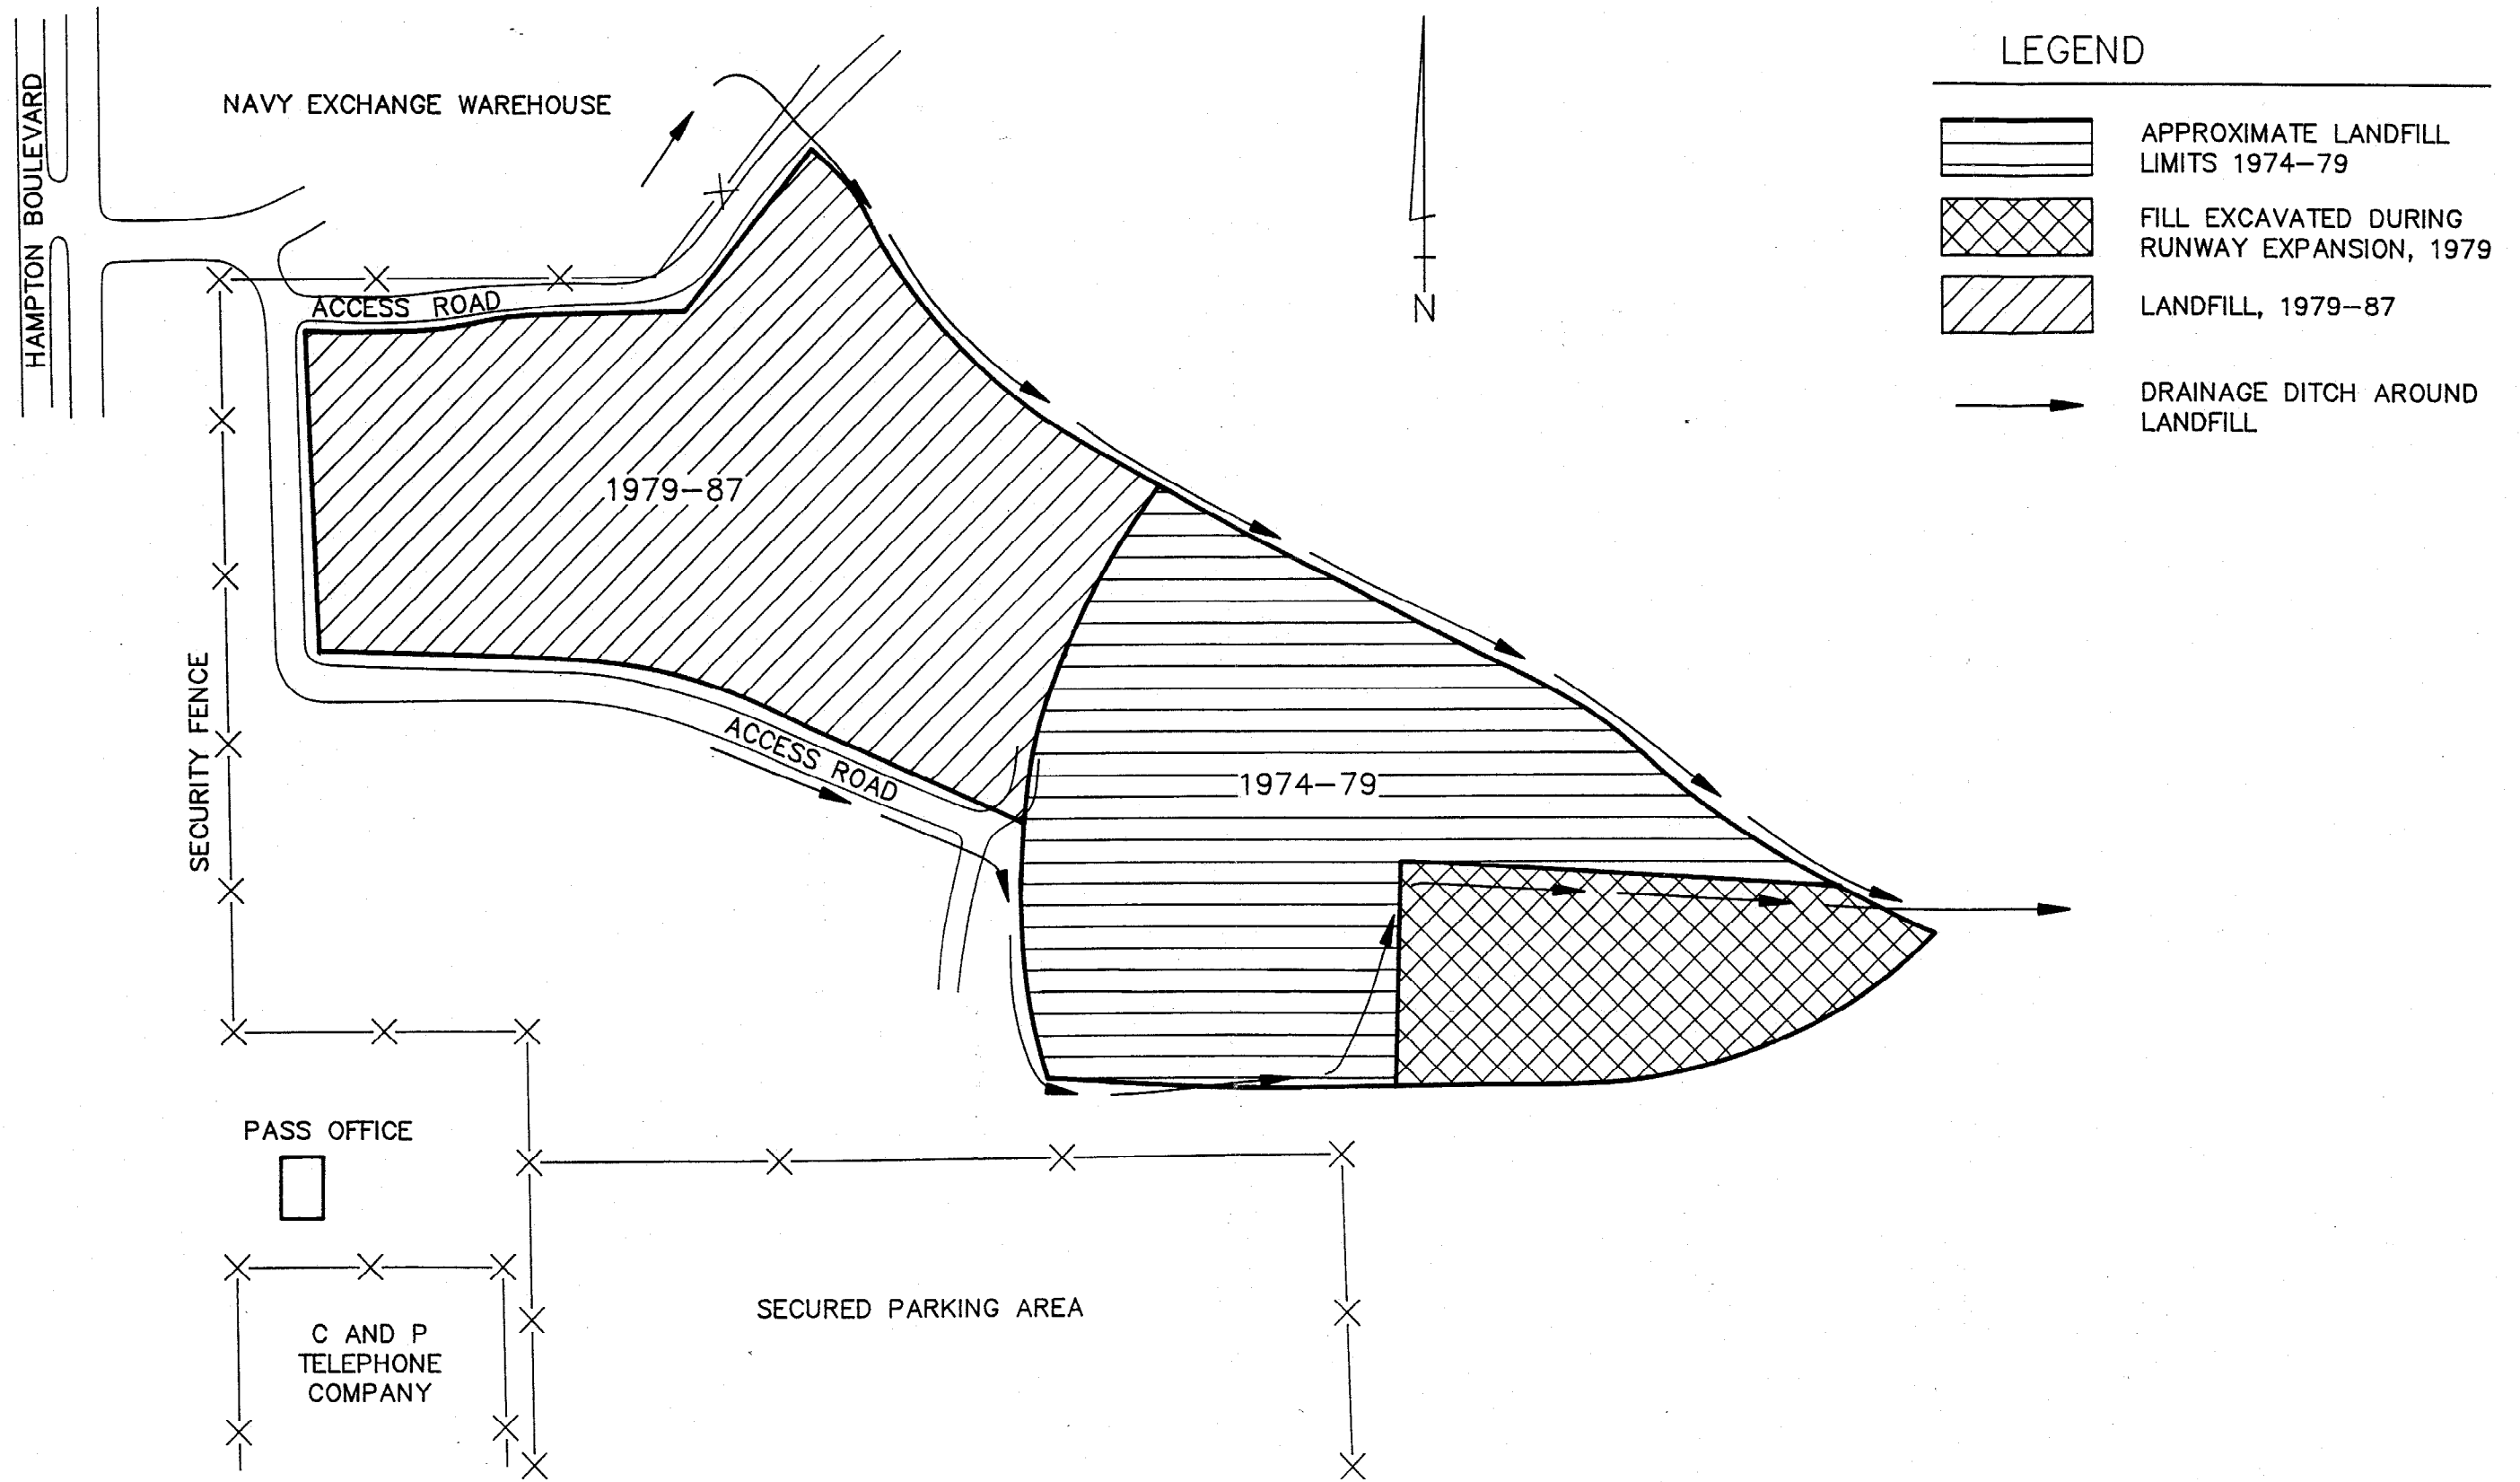 LEGEND
APPROXIMATE LANDFILL
LIMITS 1974-79
FILL EXCAVATED DURING
RUNWAY EXPANSION, 1979
LANDFILL, 1979-87
DRAINAGE DITCH AROUND
LANDFILL
N
HAMPTON BOULEVARD
NAVY EXCHANGE WAREHOUSE
ACCESS ROAD
1979-87
SECURITY FENCE
ACCESS ROAD
1974-79
PASS OFFICE
C AND P
TELEPHONE
COMPANY
SECURED PARKING AREA